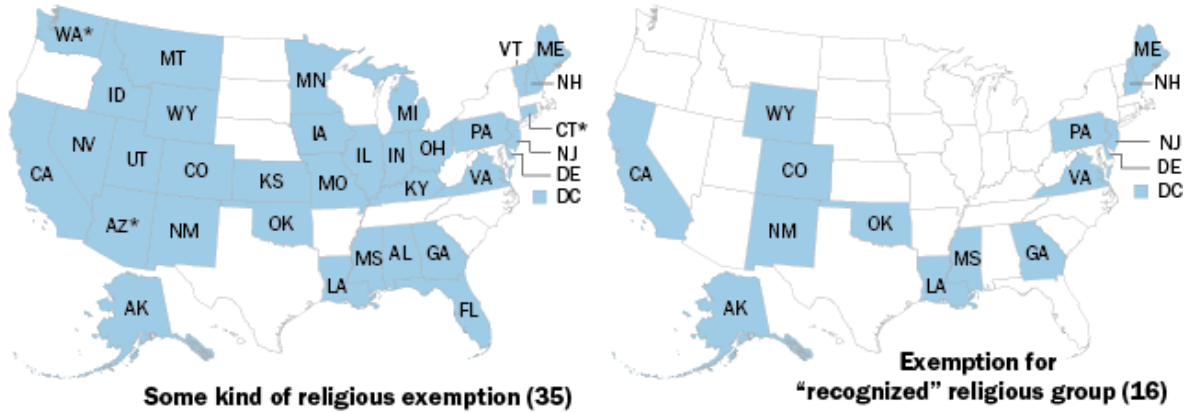 WA*
MT
ID
WY
NV
UT
CO
CA
AZ*
NM
KS
OK
MN
IA
MO
IL
IN
MI
OH
KY
PA
VA
VT
ME
NH
CT*
NJ
DE
DC
MS
AL
GA
LA
FL
AK
Some kind of religious exemption (35)
ME
NH
WY
PA
NJ
DE
CA
CO
VA
DC
NM
OK
MS
GA
LA
AK
Exemption for
“recognized” religious group (16)